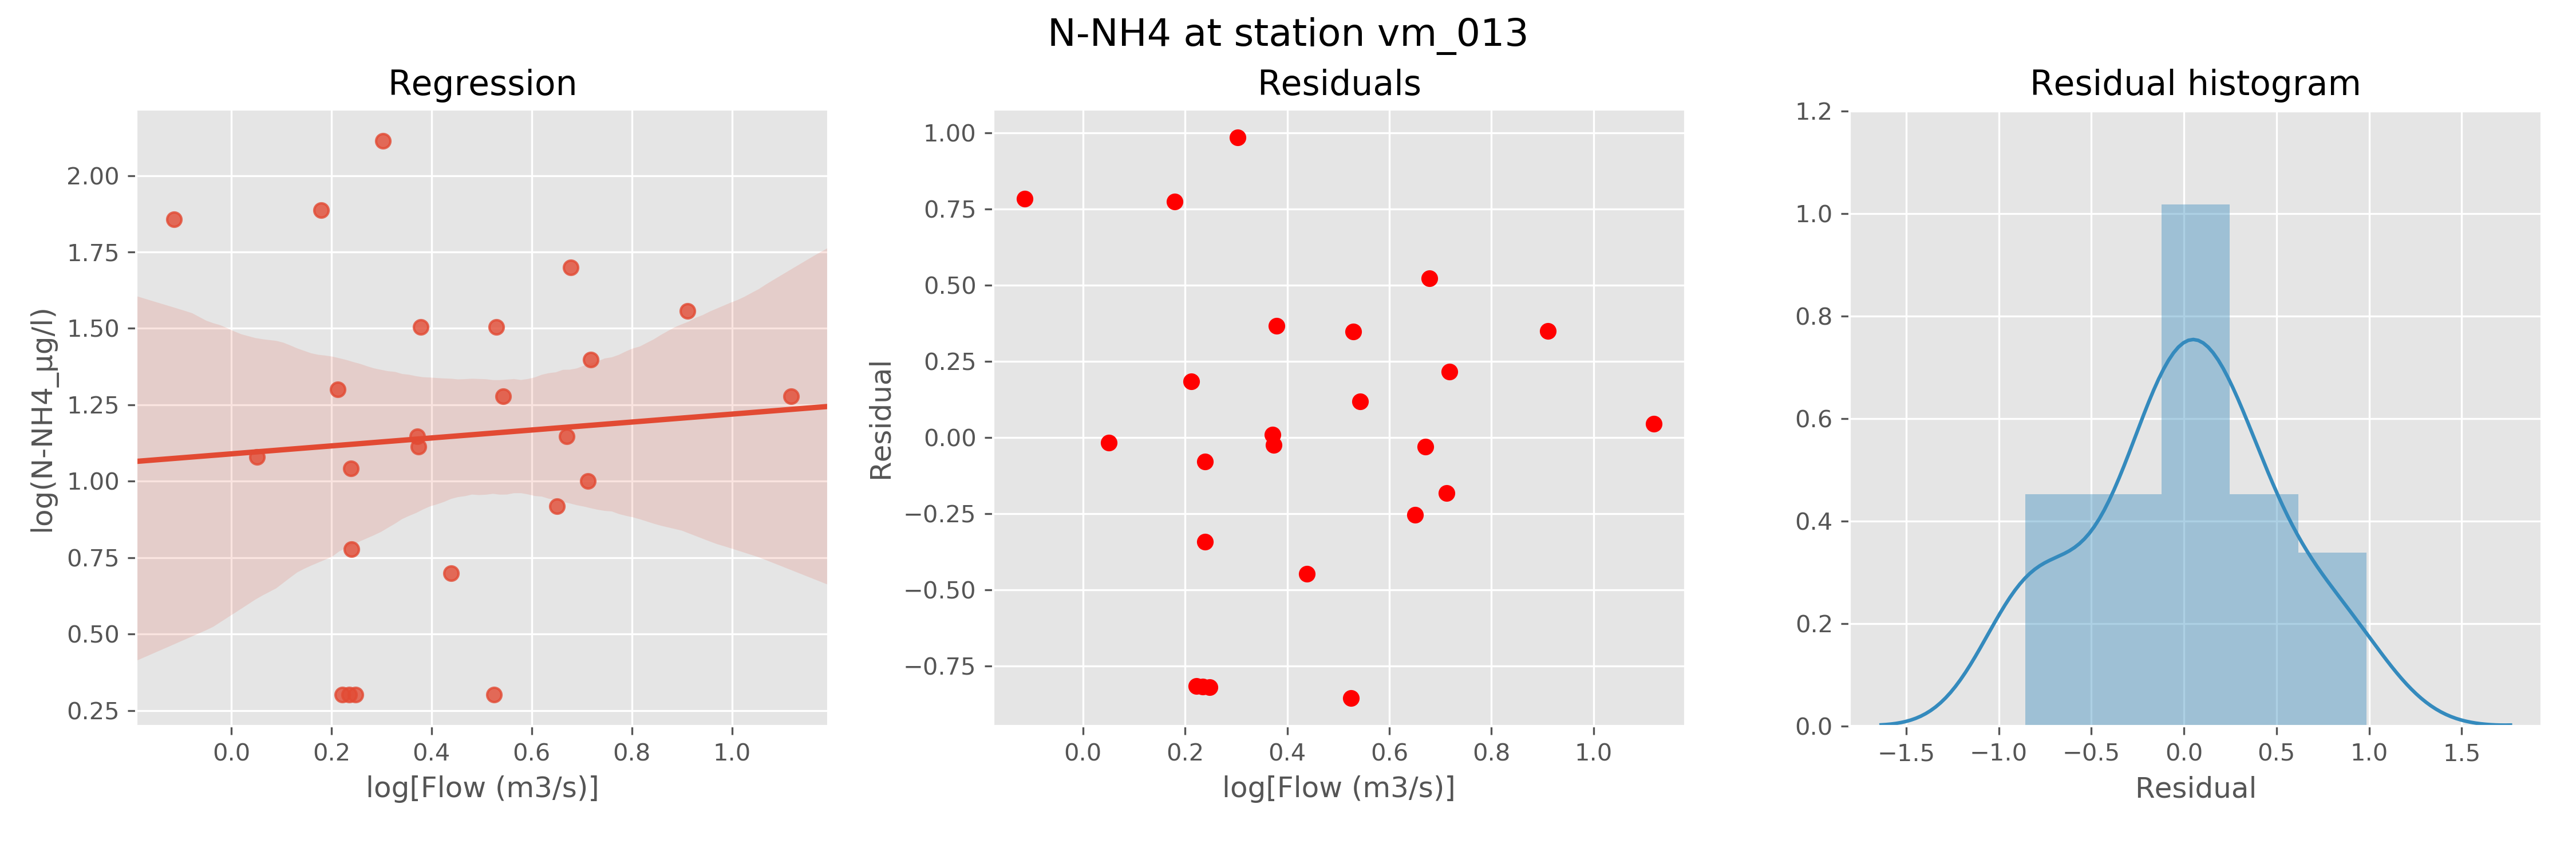 N-NH4 at station vm_013
Regression
2.00
1.75
1.50
1.25
1.00
0.75
0.50
0.25
log(N-NH4_µg/l)
0.0 0.2 0.4 0.6 0.8 1.0
log[Flow (m3/s)]
Residuals
1.00
0.75
0.50
0.25
0.00
−0.25
−0.50
−0.75
Residual
0.0 0.2 0.4 0.6 0.8 1.0
log[Flow (m3/s)]
Residual histogram
1.2
1.0
0.8
0.6
0.4
0.2
0.0
−1.5 −1.0 −0.5 0.0 0.5 1.0 1.5
Residual